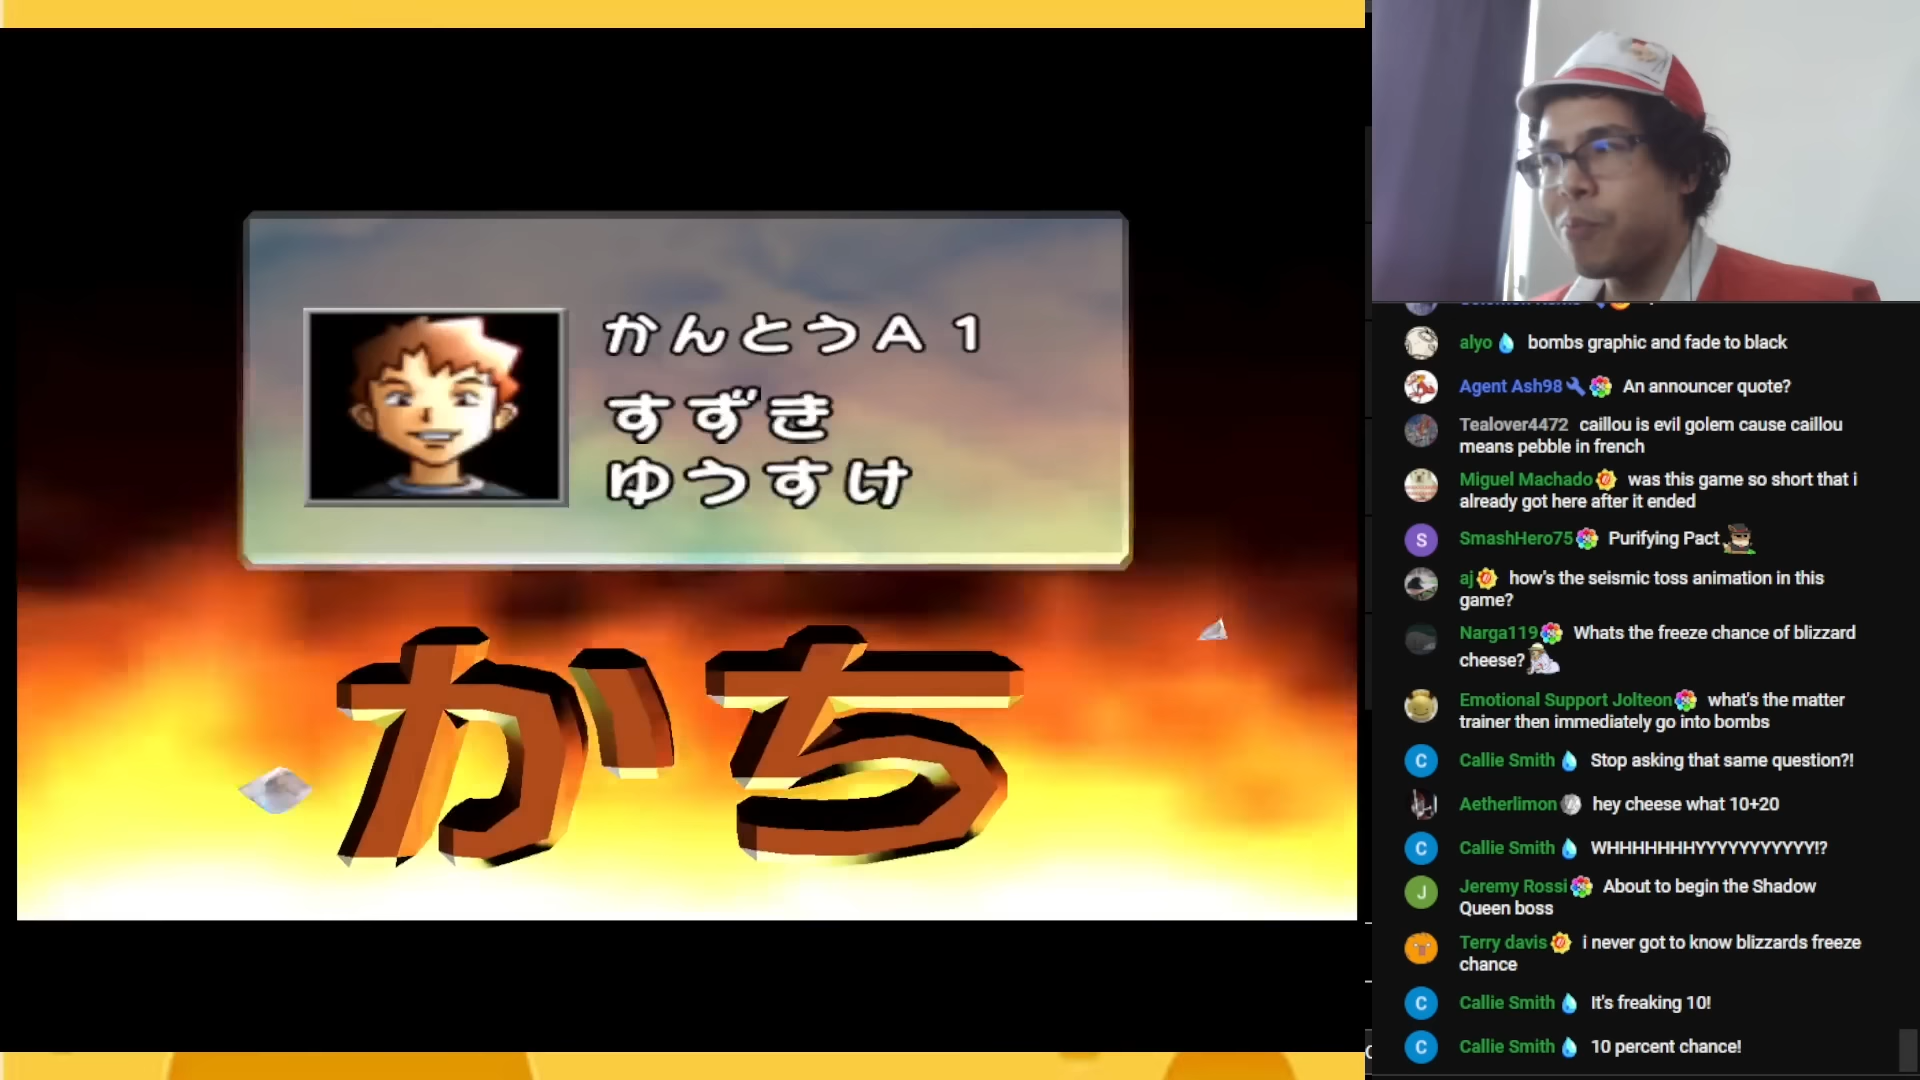 かんとうA1
すずき
ゆうすけ
かち
alyo bombs graphic and fade to black
Agent Ash98 An announcer quote?
Tealover4472 caillou is evil golem cause caillou
means pebble in french
Miguel Machado was this game so short that i
already got here after it ended
S
SmashHero75 Purifying Pact
aj how's the seismic toss animation in this
game?
Narga119 Whats the freeze chance of blizzard
cheese?
Emotional Support Jolteon what's the matter
trainer then immediately go into bombs
C
Callie Smith Stop asking that same question?!
Aetherlimon hey cheese what 10+20
C
Callie Smith WHHHHHHHYYYYYYYYYYY!?
J
Jeremy Rossi About to begin the Shadow
Queen boss
Terry davis i never got to know blizzards freeze
chance
C
Callie Smith It's freaking 10!
C
Callie Smith 10 percent chance!